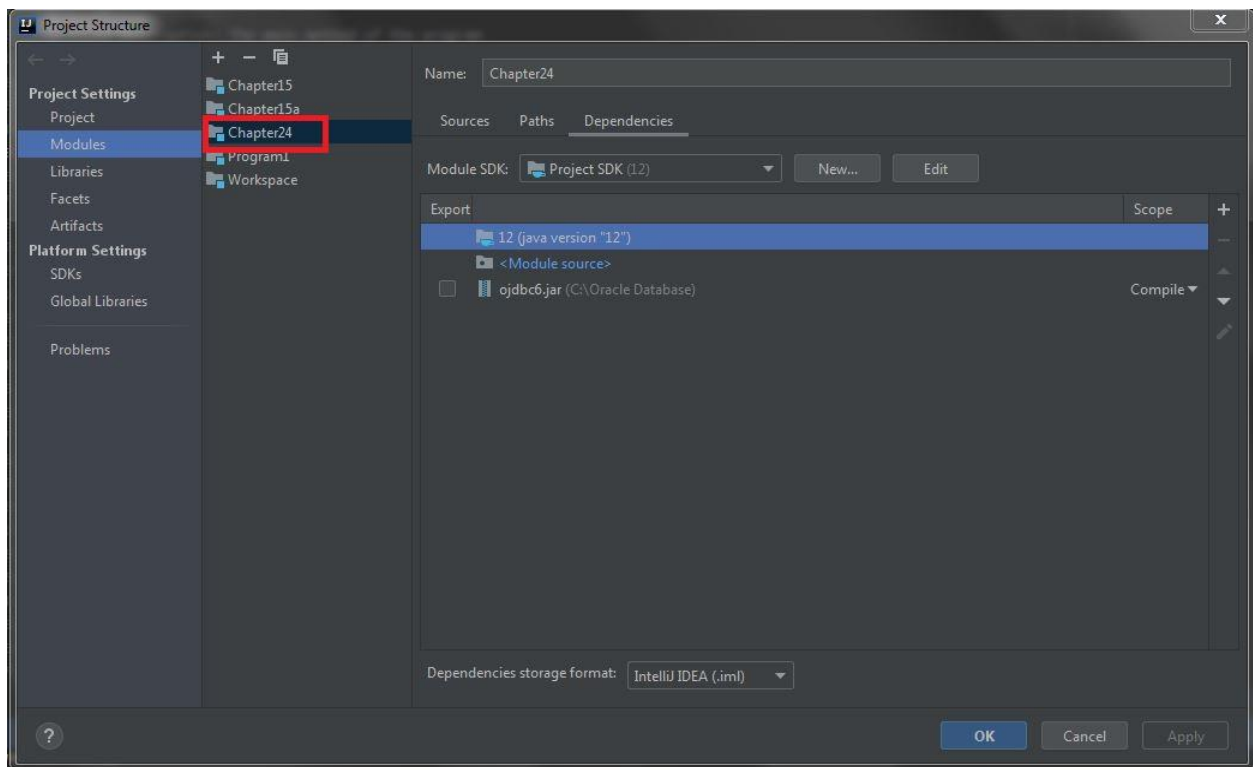 Project Structure
Project Settings
Project
Modules
Libraries
Facets
Artifacts
Platform Settings
SDKs
Global Libraries
Problems
Chapter15
Chapter15a
Chapter24
Program1
Workspace
Name: Chapter24
Sources Paths Dependencies
Module SDK: Project SDK (12) New... Edit
Export Scope
12 (java version "12")
<Module source>
ojdbc6.jar (C:\Oracle Database) Compile
Dependencies storage format: IntelliJ IDEA (.iml)
? OK Cancel Apply